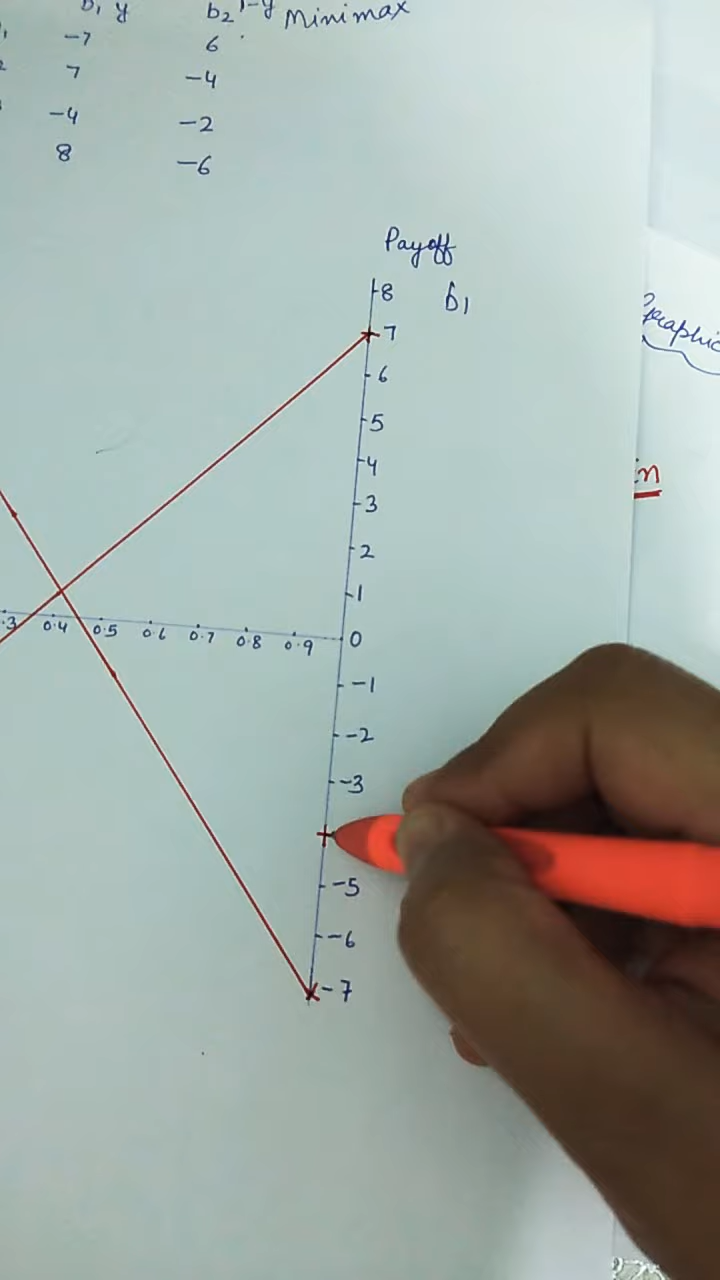 b₁ y b₂ 1-y Minimax
-7 6
7 -4
-4 -2
8 -6
Payoff
8 b₁
7
6
5
4
3
2
1
0.4 0.5 0.6 0.7 0.8 0.9 0
-1
-2
-3
-5
-6
-7
graphic
in